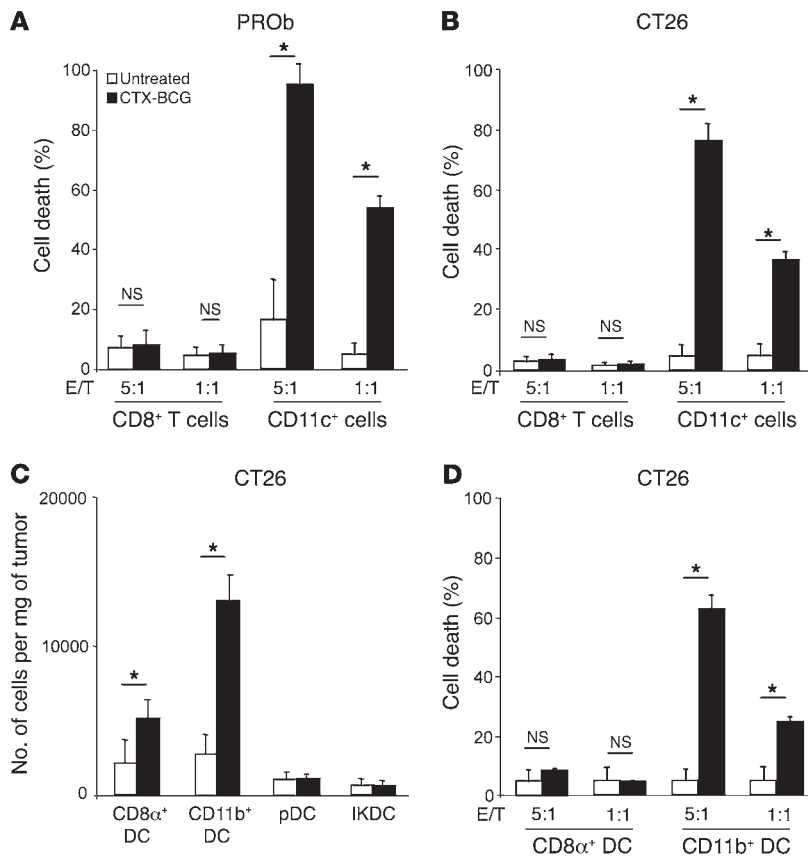 A
PROb
Cell death (%)
100
80
60
40
20
0
Untreated
CTX-BCG
NS
NS
*
*
E/T
5:1
1:1
5:1
1:1
CD8⁺ T cells
CD11c⁺ cells
B
CT26
Cell death (%)
100
80
60
40
20
0
NS
NS
*
*
5:1
1:1
5:1
1:1
CD8⁺ T cells
CD11c⁺ cells
C
CT26
No. of cells per mg of tumor
20000
10000
0
*
*
CD8α⁺
DC
CD11b⁺
DC
pDC
IKDC
D
CT26
Cell death (%)
100
80
60
40
20
0
NS
NS
*
*
E/T
5:1
1:1
5:1
1:1
CD8α⁺ DC
CD11b⁺ DC